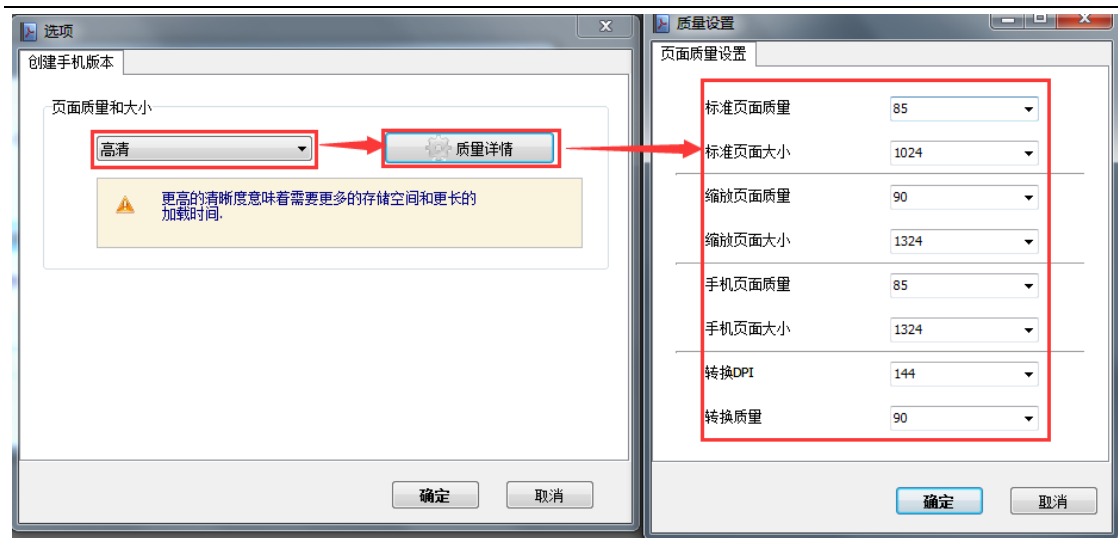 选项
创建手机版本
页面质量和大小
高清
质量详情
更高的清晰度意味着需要更多的存储空间和更长的
加载时间.
确定
取消
质量设置
页面质量设置
标准页面质量
85
标准页面大小
1024
缩放页面质量
90
缩放页面大小
1324
手机页面质量
85
手机页面大小
1324
转换DPI
144
转换质量
90
确定
取消